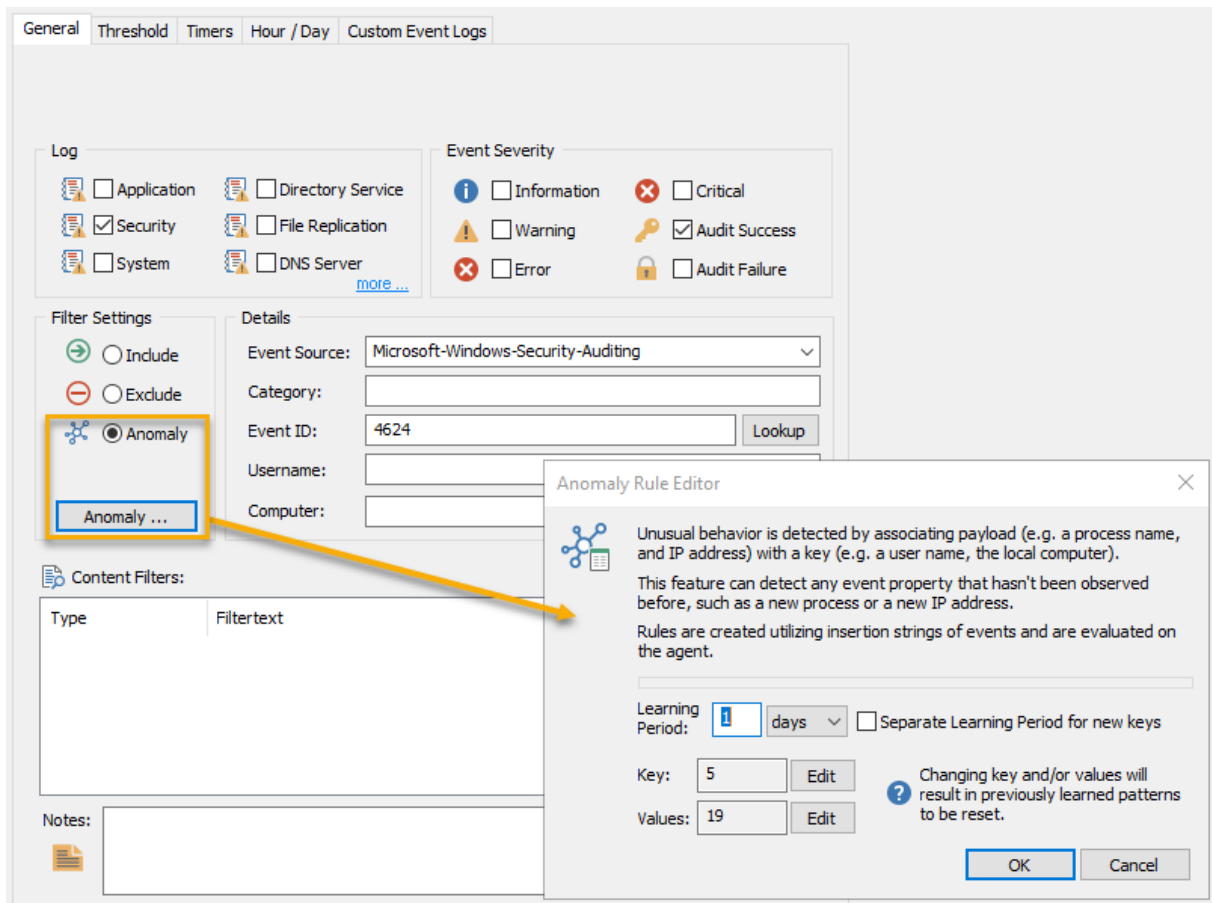 General Threshold Timers Hour / Day Custom Event Logs
Log
Application Directory Service
Security File Replication
System DNS Server
more ...
Event Severity
Information Critical
Warning Audit Success
Error Audit Failure
Filter Settings
Include
Exclude
Anomaly
Anomaly ...
Details
Event Source: Microsoft-Windows-Security-Auditing
Category:
Event ID: 4624 Lookup
Username:
Computer:
Content Filters:
Type Filtertext
Notes:
Anomaly Rule Editor
Unusual behavior is detected by associating payload (e.g. a process name,
and IP address) with a key (e.g. a user name, the local computer).
This feature can detect any event property that hasn't been observed
before, such as a new process or a new IP address.
Rules are created utilizing insertion strings of events and are evaluated on
the agent.
Learning
Period: 1 days Separate Learning Period for new keys
Key: 5 Edit
Values: 19 Edit
Changing key and/or values will
result in previously learned patterns
to be reset.
OK Cancel